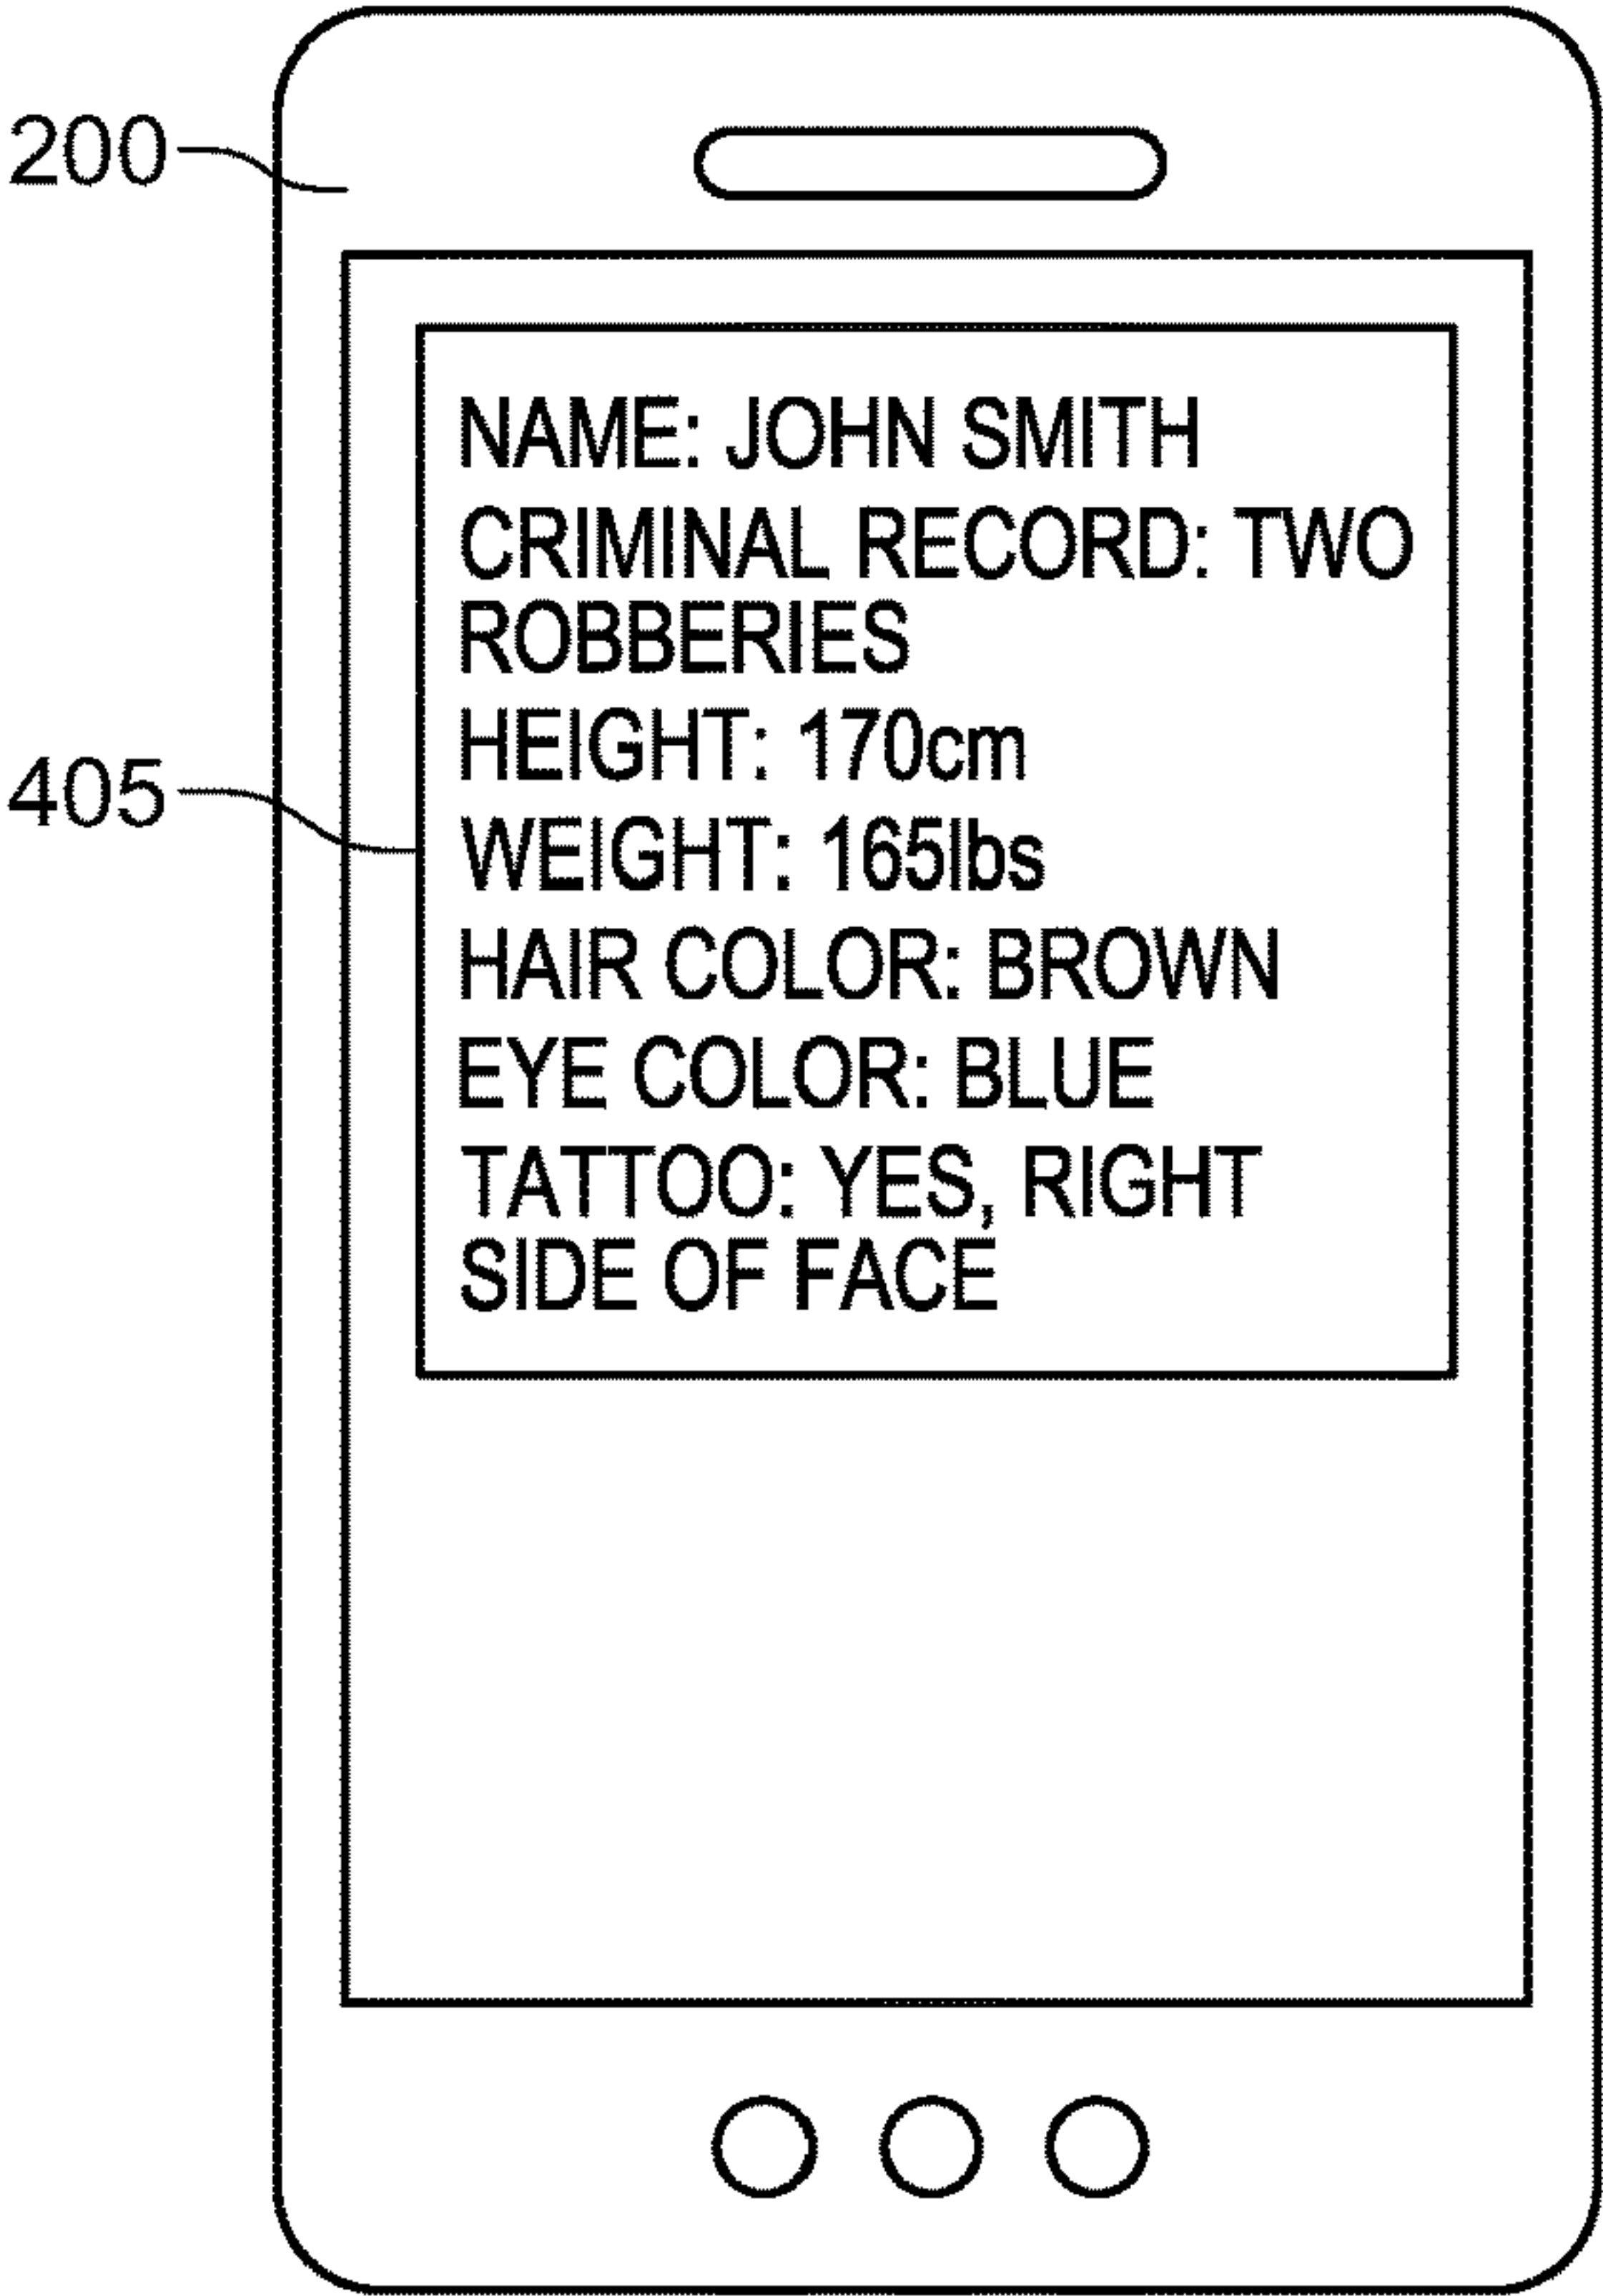 200
NAME: JOHN SMITH
CRIMINAL RECORD: TWO
ROBBERIES
HEIGHT: 170cm
405
WEIGHT: 165lbs
HAIR COLOR: BROWN
EYE COLOR: BLUE
TATTOO: YES, RIGHT
SIDE OF FACE